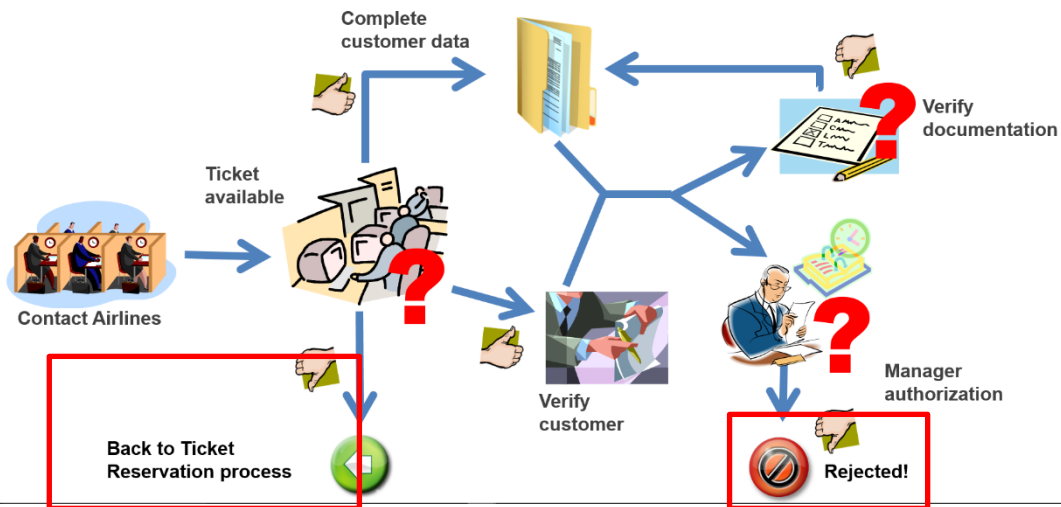 Complete
customer data
Verify
documentation
Ticket
available
Contact Airlines
Verify
customer
Manager
authorization
Back to Ticket
Reservation process
Rejected!